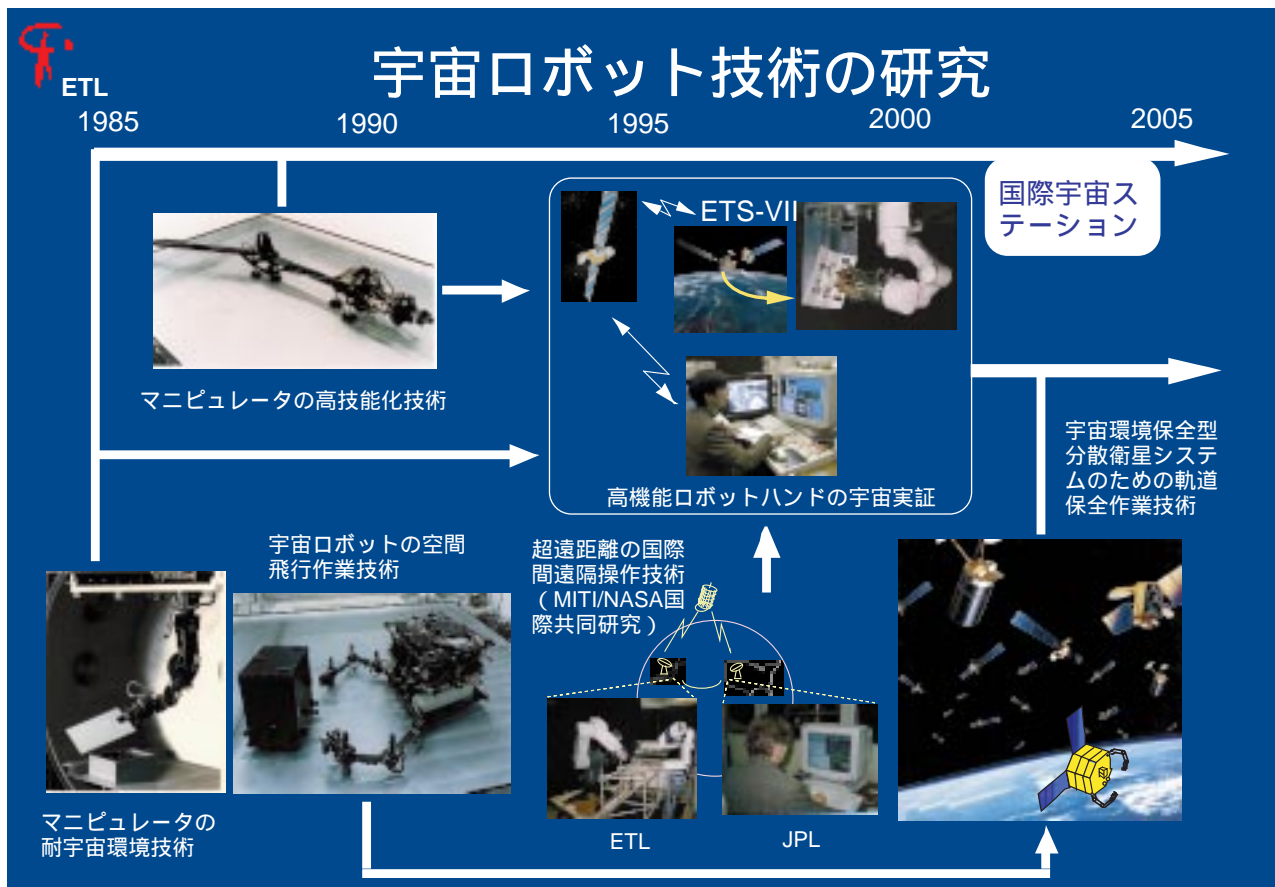 ETL
宇宙ロボット技術の研究
1985
1990
1995
2000
2005
国際宇宙ス
テーション
ETS-VII
マニピュレータの高技能化技術
高機能ロボットハンドの宇宙実証
宇宙環境保全型
分散衛星システ
ムのための軌道
保全作業技術
宇宙ロボットの空間
飛行作業技術
超遠距離の国際
間遠隔操作技術
（MITI/NASA国
際共同研究）
マニピュレータの
耐宇宙環境技術
ETL
JPL